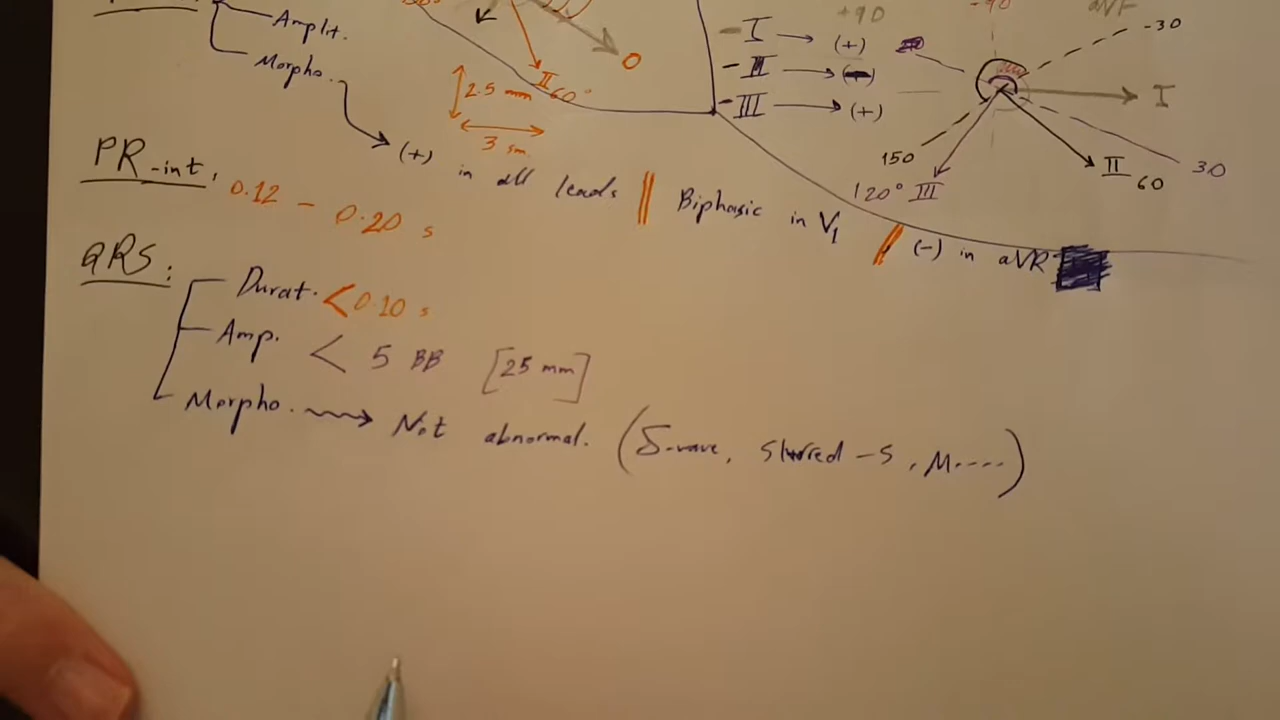 Amplit.
Morpho.
(+) in all leads || Biphasic in V1 // (-) in aVR
II 60°
0
2.5 mm
3 sm
- I → (+)
- II →
- III → (+)
+90
-90
aVF
-30
I
30
II 60
120° III
150
PR-int, 0.12 - 0.20 s
QRS:
Durat. < 0.10 s
Amp. < 5 BB [25 mm]
Morpho. → Not abnormal. (δ-wave, slurred-S, M....)